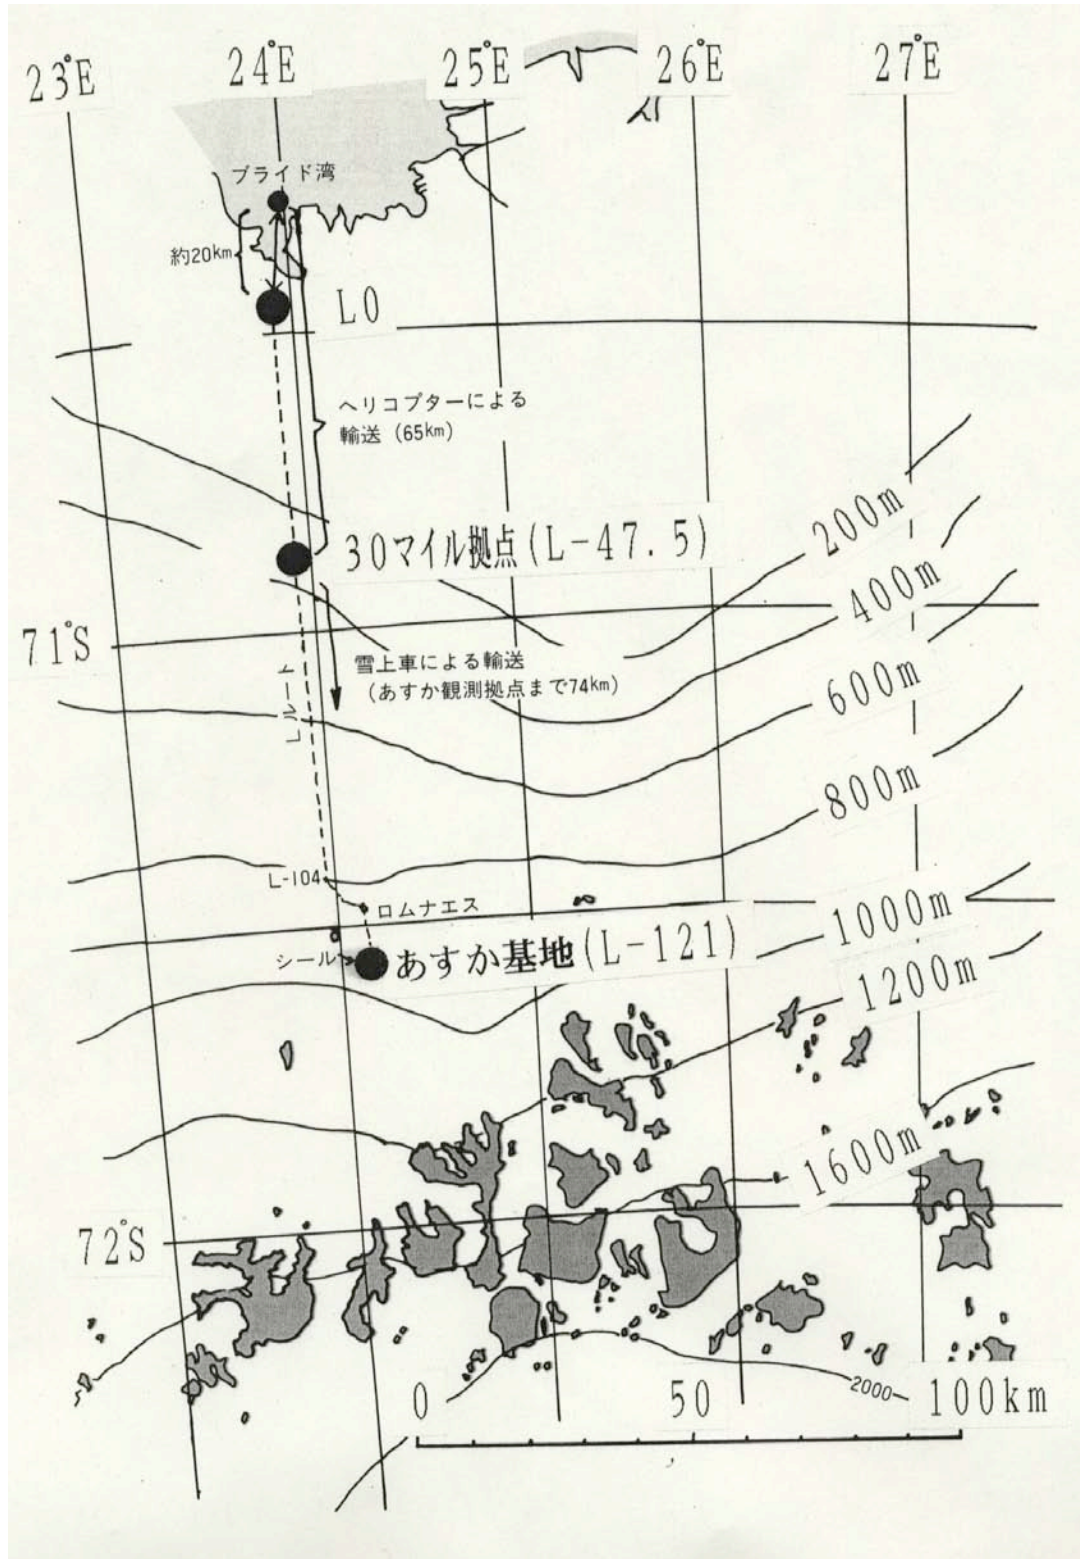 23°E
24°E
25°E
26°E
27°E
ブライド湾
約20km
L0
ヘリコプターによる
輸送（65km）
30マイル拠点(L-47.5)
200m
400m
71°S
雪上車による輸送
（あすか観測拠点まで74km）
Lルート
600m
800m
L-104
ロムナエス
1000m
シール
あすか基地(L-121)
1200m
1600m
72°S
2000
0
50
100km